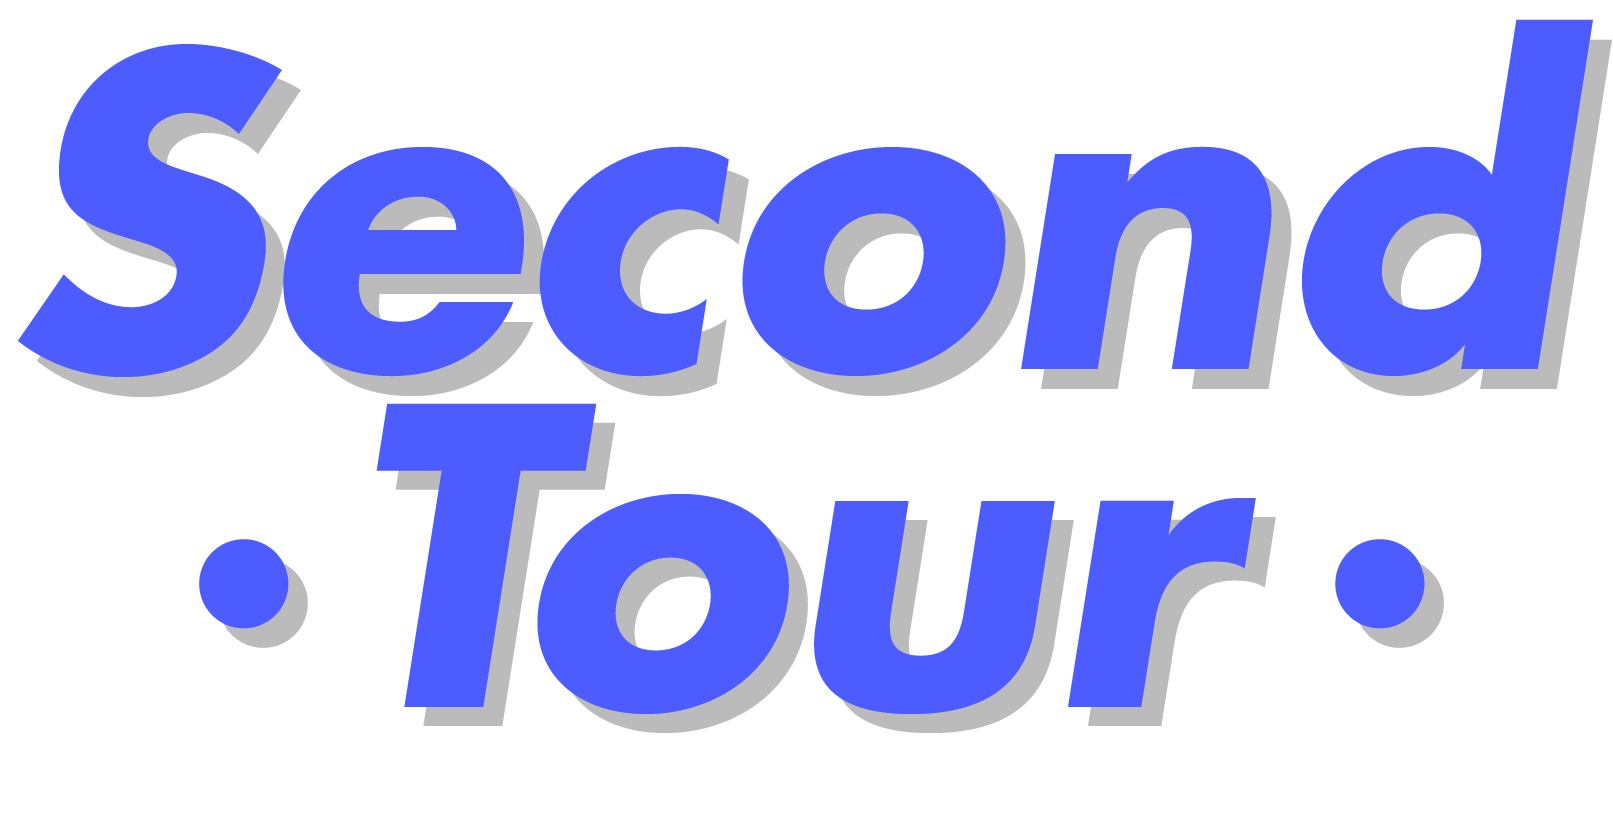 Second
• Tour •